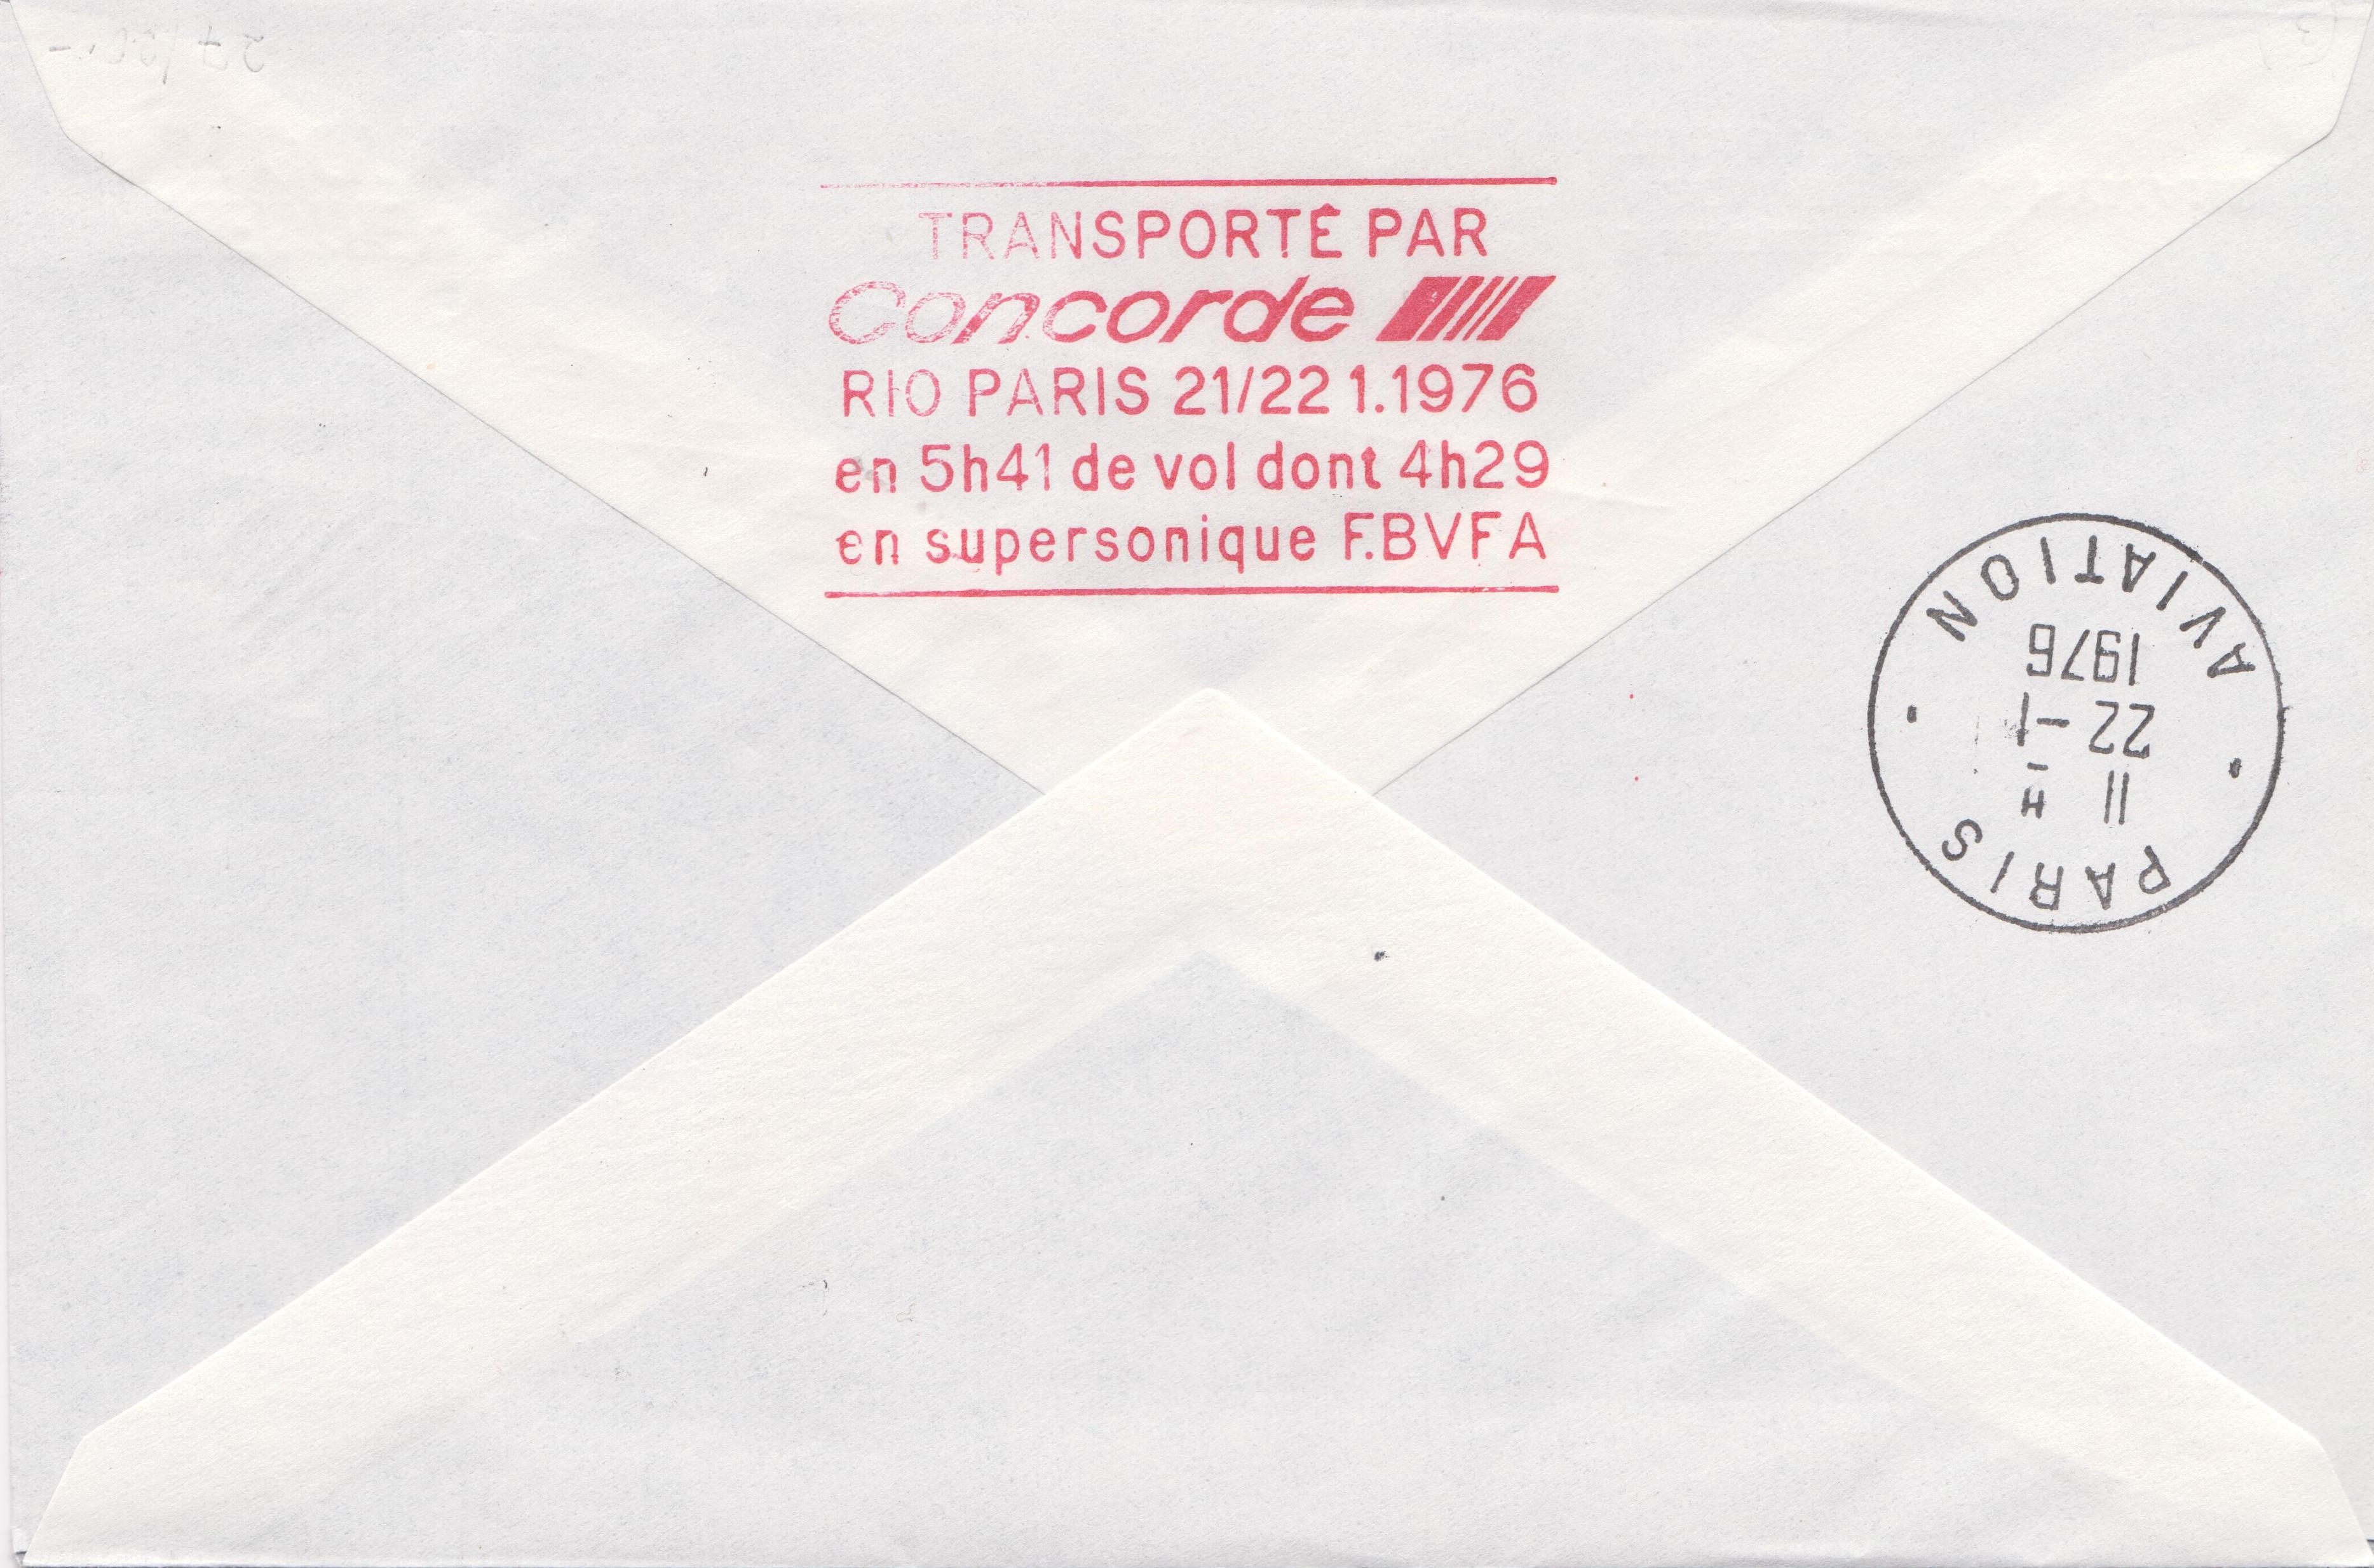 TRANSPORTÉ PAR
Concorde
RIO PARIS 21/22 1.1976
en 5h41 de vol dont 4h29
en supersonique F.BVFA
PARIS
11 H
22 - 1
1976
AVIATION